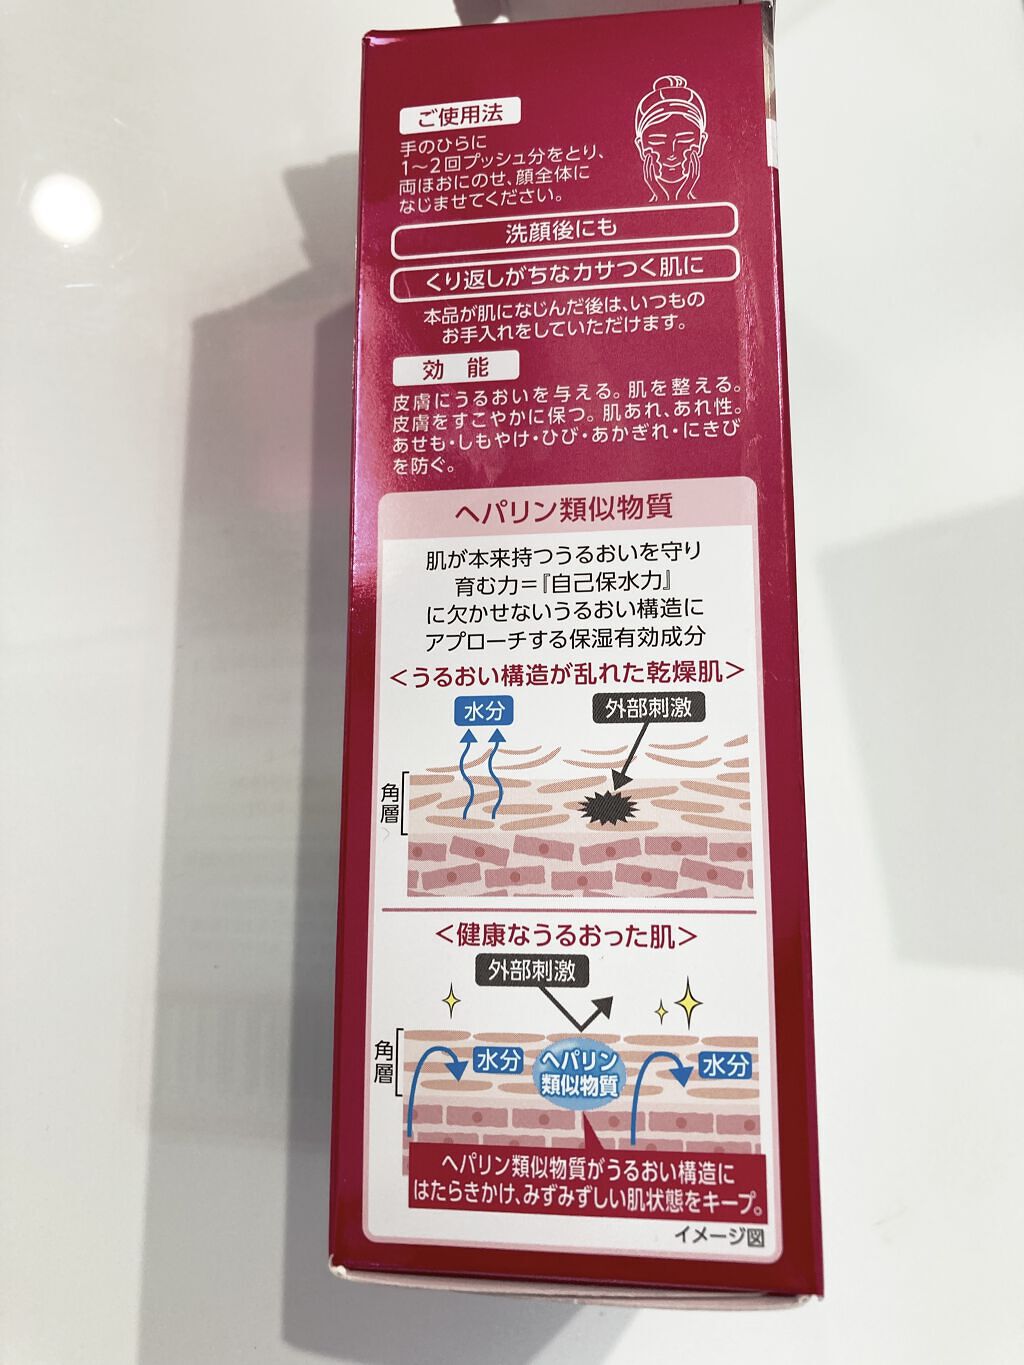 ご使用法
手のひらに
1〜2回プッシュ分をとり、
両ほおにのせ、顔全体に
なじませてください。
洗顔後にも
くり返しがちなカサつく肌に
本品が肌になじんだ後は、いつもの
お手入れをしていただけます。
効 能
皮膚にうるおいを与える。肌を整える。
皮膚をすこやかに保つ。肌あれ、あれ性。
あせも・しもやけ・ひび・あかぎれ・にきび
を防ぐ。
ヘパリン類似物質
肌が本来持つうるおいを守り
育む力＝『自己保水力』
に欠かせないうるおい構造に
アプローチする保湿有効成分
＜うるおい構造が乱れた乾燥肌＞
水分
外部刺激
角層
＜健康なうるおった肌＞
外部刺激
角層
水分
ヘパリン
類似物質
水分
ヘパリン類似物質がうるおい構造に
はたらきかけ、みずみずしい肌状態をキープ。
イメージ図